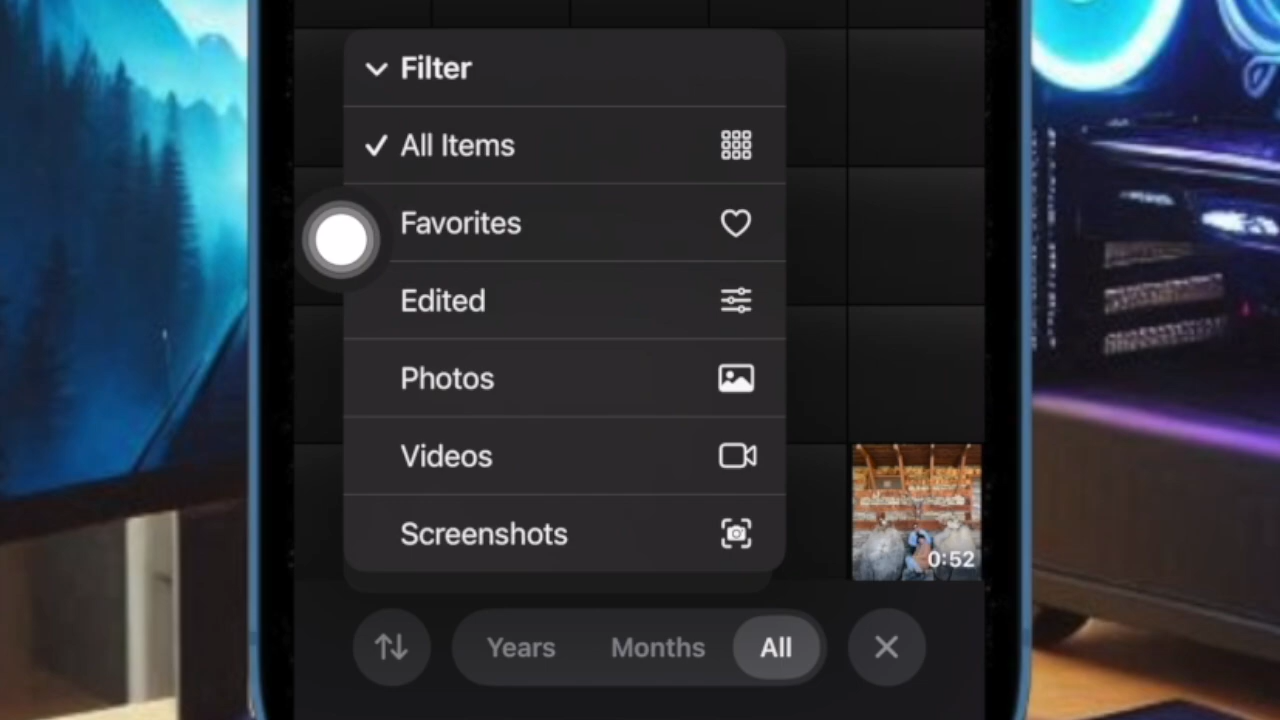 Filter
All Items
Favorites
Edited
Photos
Videos
Screenshots
0:52
Years Months All